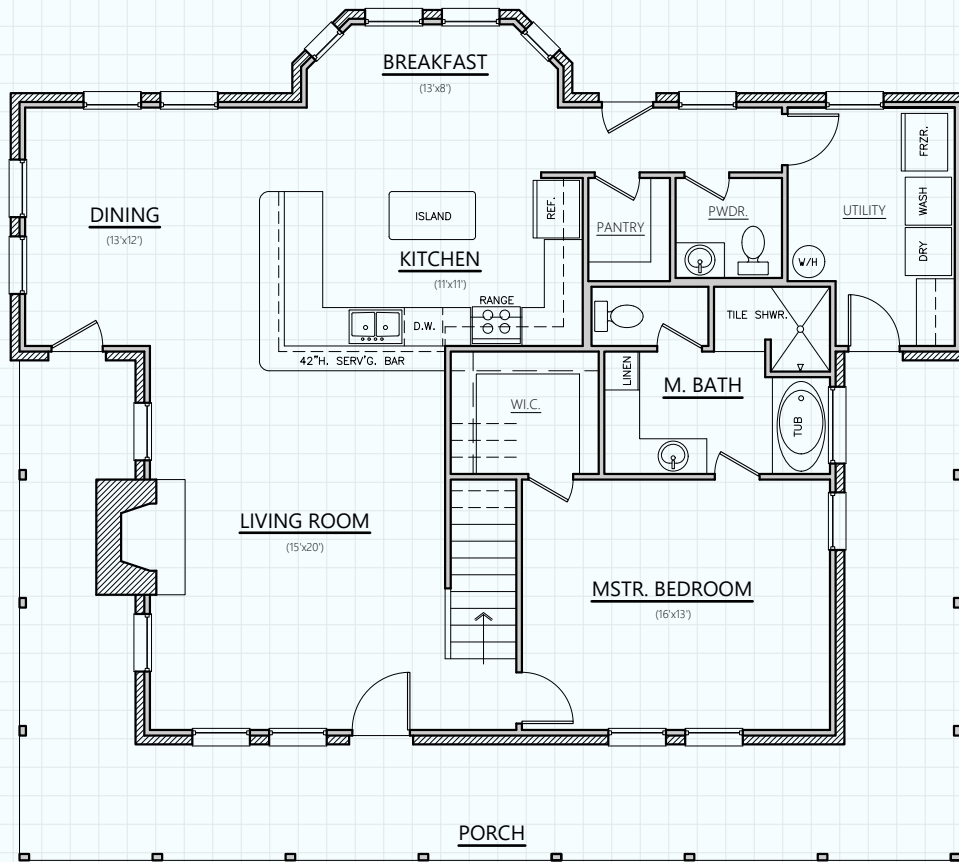 BREAKFAST
(13'x8')
FRZR.
WASH
DRY
UTILITY
W/H
DINING
(13'x12')
ISLAND
REF.
KITCHEN
(11'x11')
PANTRY
PWDR.
RANGE
D.W.
42"H. SERV'G. BAR
TILE SHWR.
LINEN
M. BATH
TUB
W.I.C.
LIVING ROOM
(15'x20')
MSTR. BEDROOM
(16'x13')
PORCH